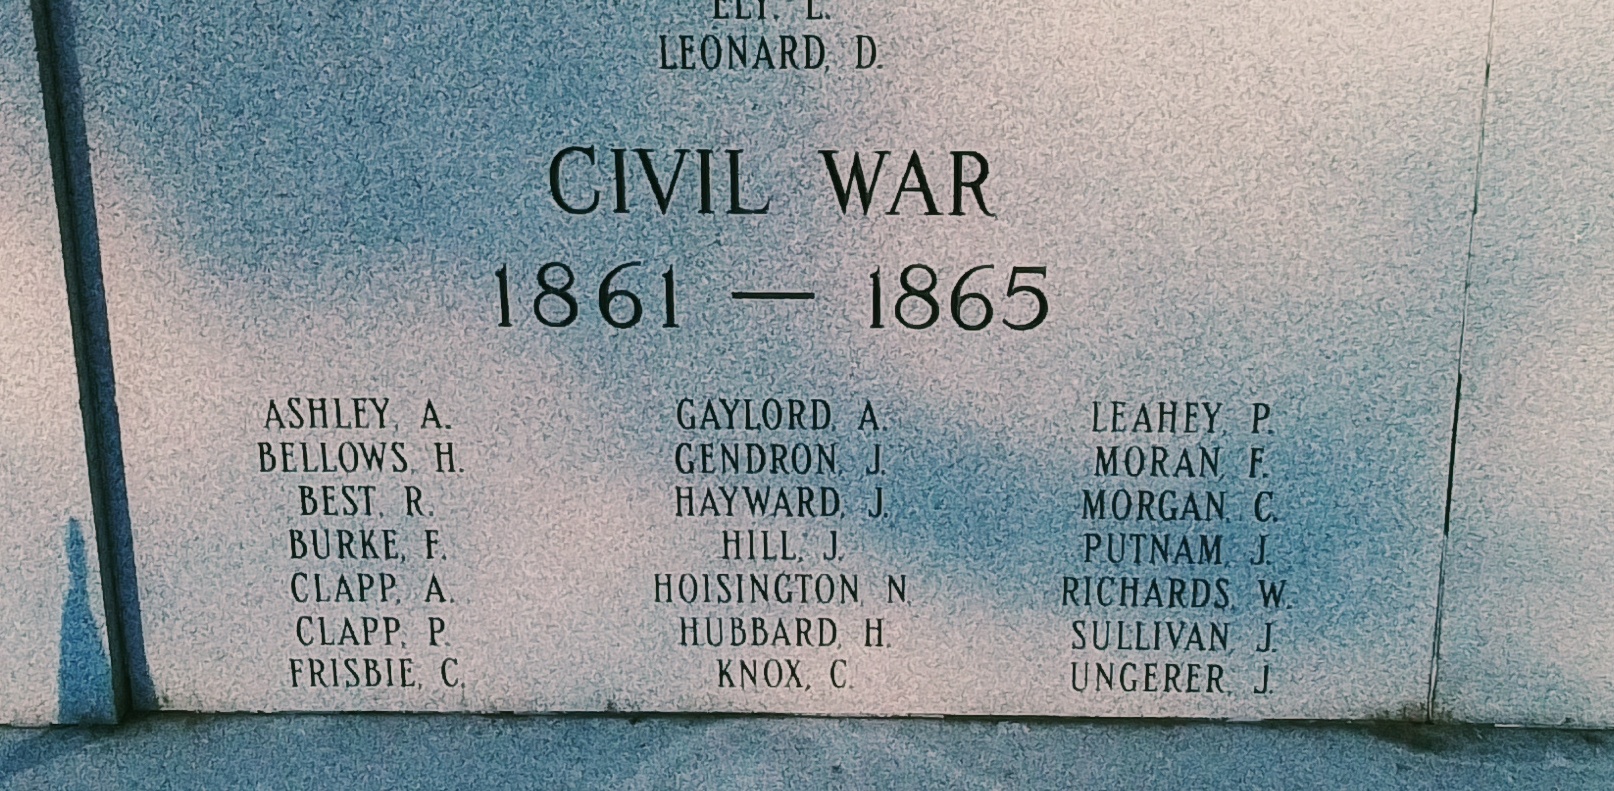 ELY, L.
LEONARD, D.
CIVIL WAR
1861 — 1865
ASHLEY, A.
BELLOWS, H.
BEST, R.
BURKE, F.
CLAPP, A.
CLAPP, P.
FRISBIE, C.
GAYLORD, A.
GENDRON, J.
HAYWARD, J.
HILL, J.
HOISINGTON, N.
HUBBARD, H.
KNOX, C.
LEAHEY, P.
MORAN, F.
MORGAN, C.
PUTNAM, J.
RICHARDS, W.
SULLIVAN, J.
UNGERER, J.